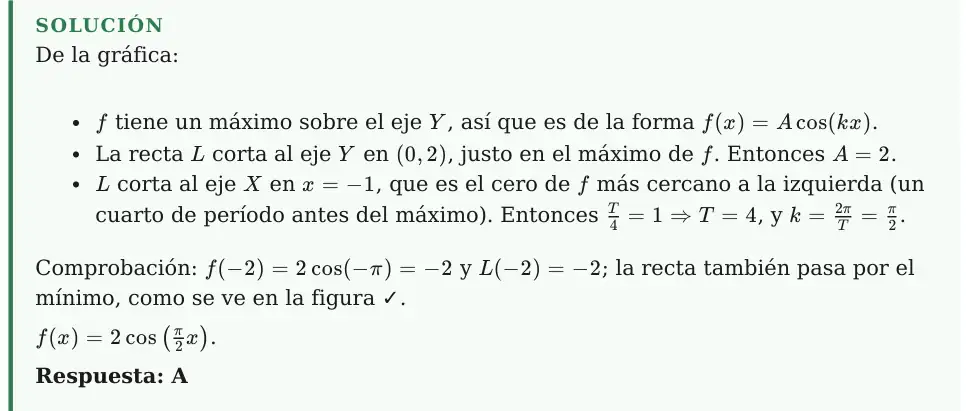 SOLUCIÓN
De la gráfica:
• f tiene un máximo sobre el eje Y, así que es de la forma f(x) = A cos(kx).
• La recta L corta al eje Y en (0, 2), justo en el máximo de f. Entonces A = 2.
• L corta al eje X en x = −1, que es el cero de f más cercano a la izquierda (un
cuarto de período antes del máximo). Entonces T/4 = 1 ⇒ T = 4, y k = 2π/T = π/2.
Comprobación: f(−2) = 2 cos(−π) = −2 y L(−2) = −2; la recta también pasa por el
mínimo, como se ve en la figura ✓.
f(x) = 2 cos (π/2 x).
Respuesta: A